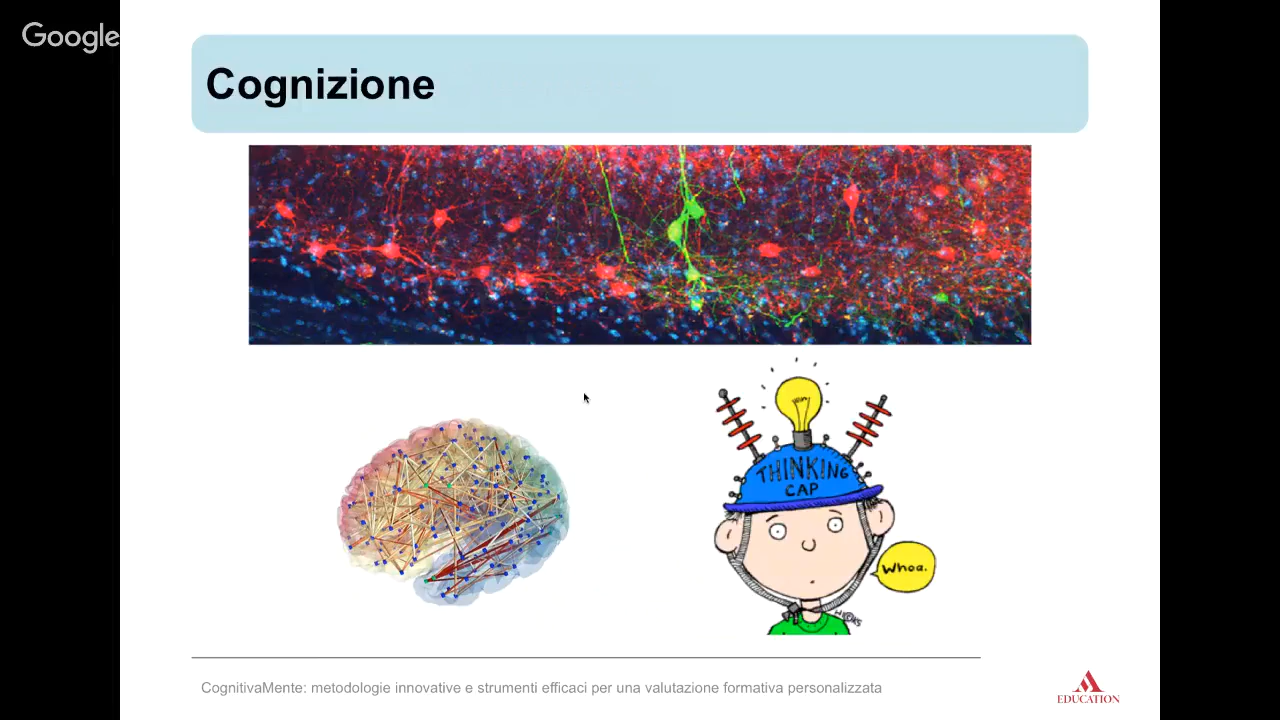 Google
Cognizione
THINKING
CAP
Whoa.
CognitivaMente: metodologie innovative e strumenti efficaci per una valutazione formativa personalizzata
EDUCATION